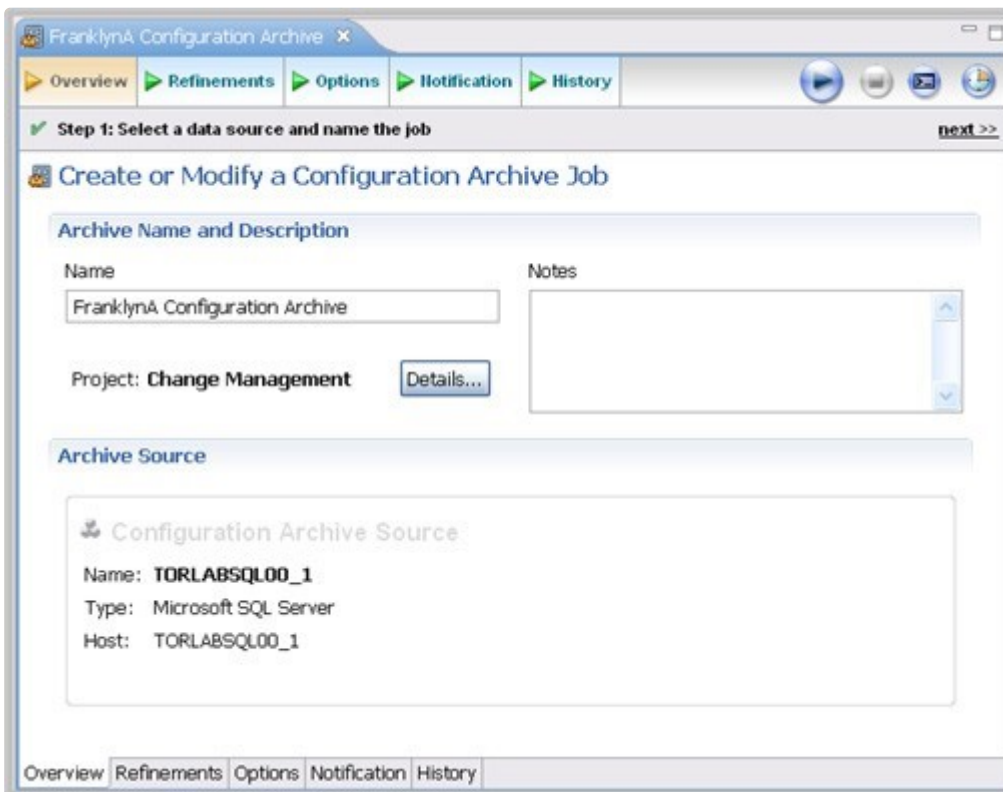 FranklynA Configuration Archive
Overview Refinements Options Notification History
Step 1: Select a data source and name the job next >>
Create or Modify a Configuration Archive Job
Archive Name and Description
Name Notes
FranklynA Configuration Archive
Project: Change Management Details...
Archive Source
Configuration Archive Source
Name: TORLABSQL00_1
Type: Microsoft SQL Server
Host: TORLABSQL00_1
Overview Refinements Options Notification History